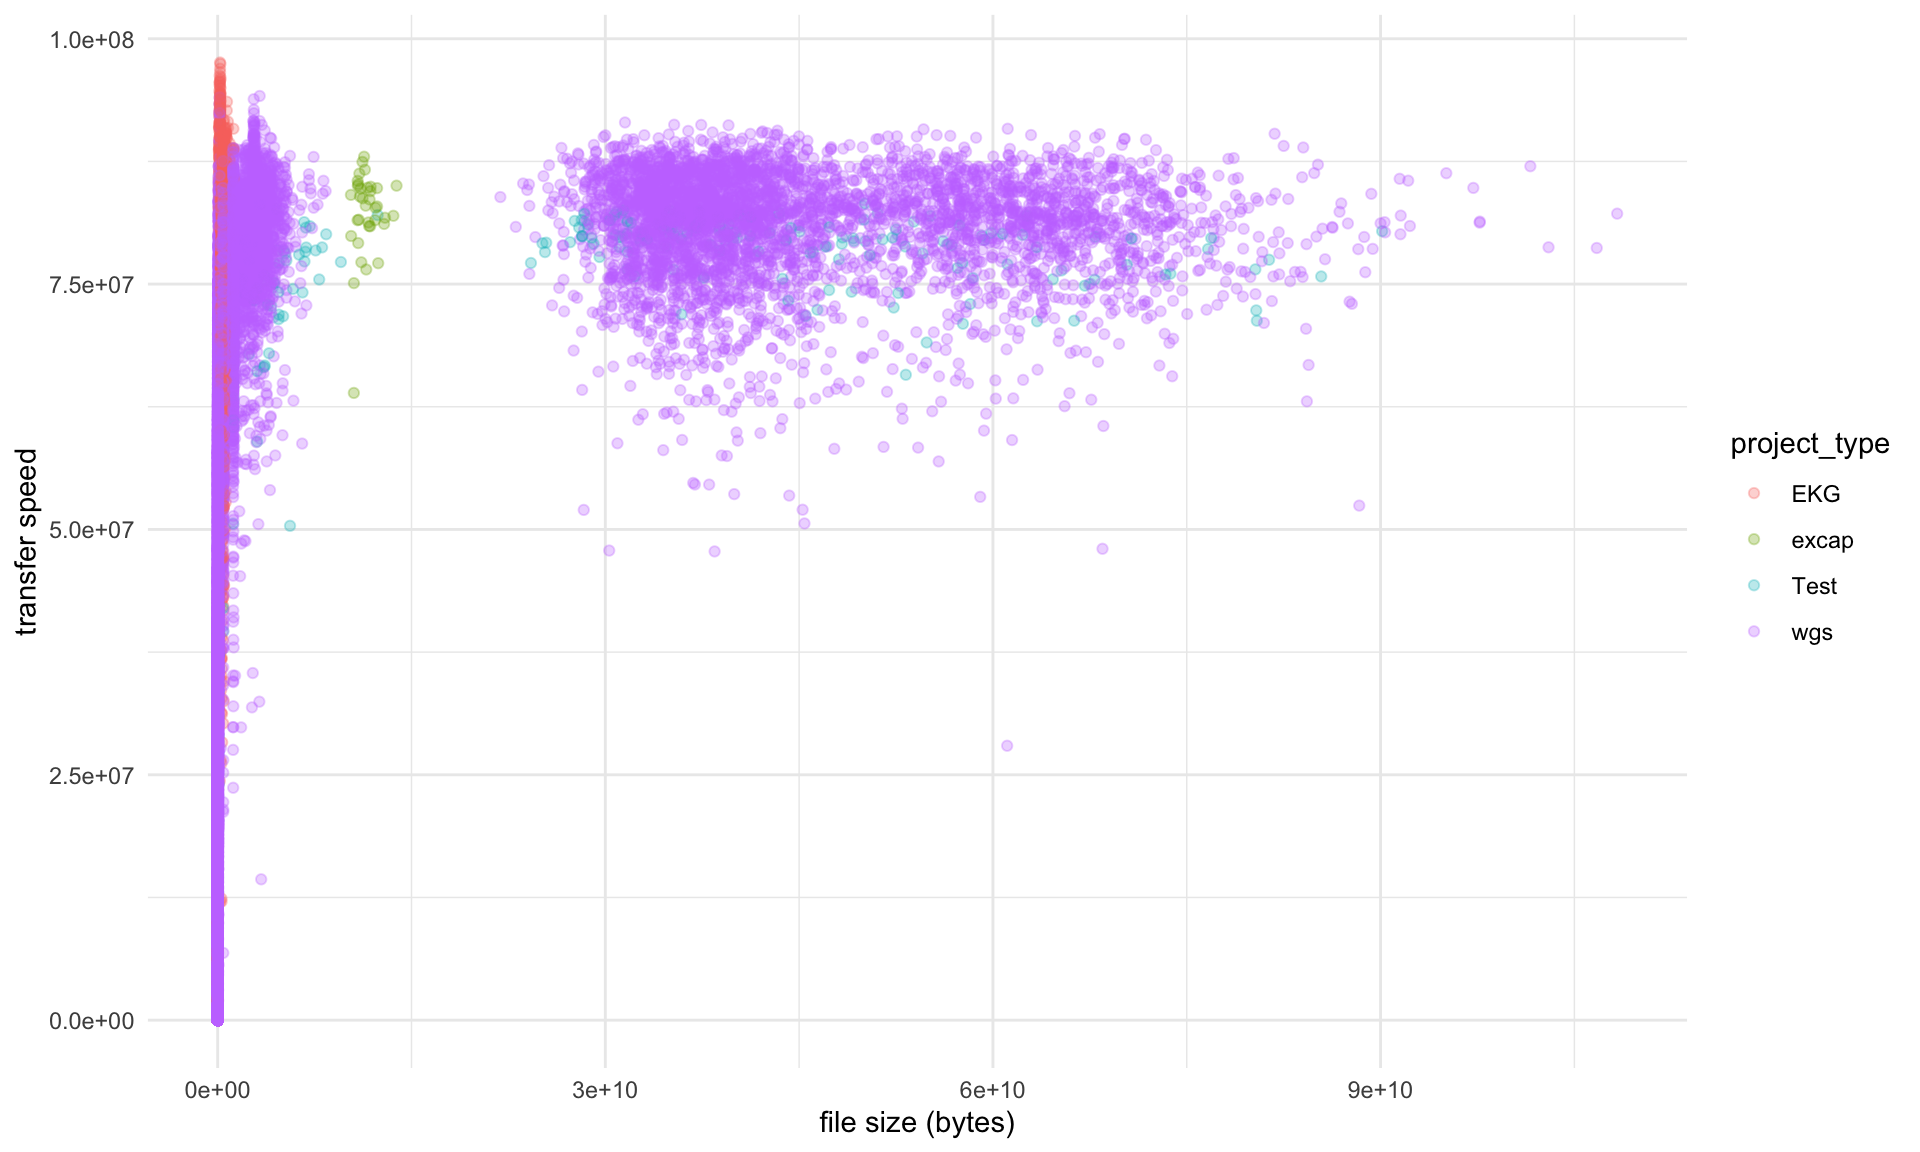 1.0e+08
7.5e+07
5.0e+07
2.5e+07
0.0e+00
transfer speed
0e+00
3e+10
6e+10
9e+10
file size (bytes)
project_type
EKG
excap
Test
wgs